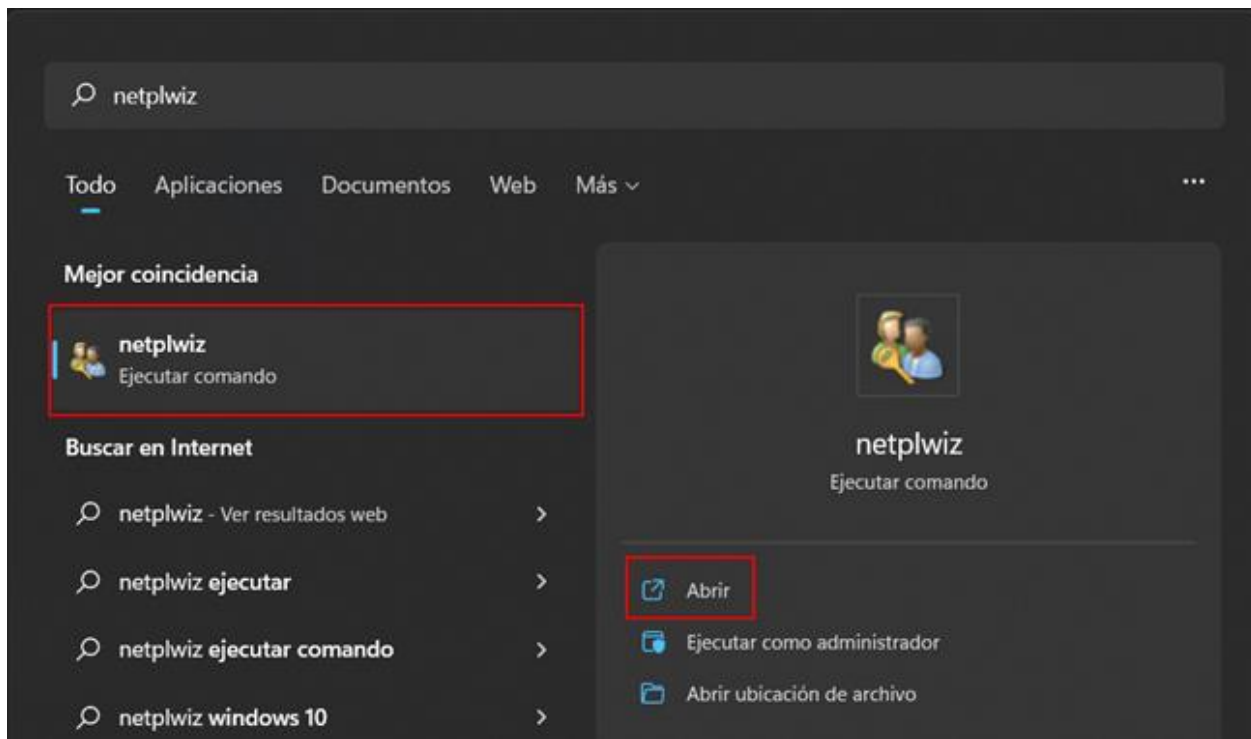 netplwiz
Todo Aplicaciones Documentos Web Más
Mejor coincidencia
netplwiz
Ejecutar comando
Buscar en Internet
netplwiz - Ver resultados web
netplwiz ejecutar
netplwiz ejecutar comando
netplwiz windows 10
netplwiz
Ejecutar comando
Abrir
Ejecutar como administrador
Abrir ubicación de archivo